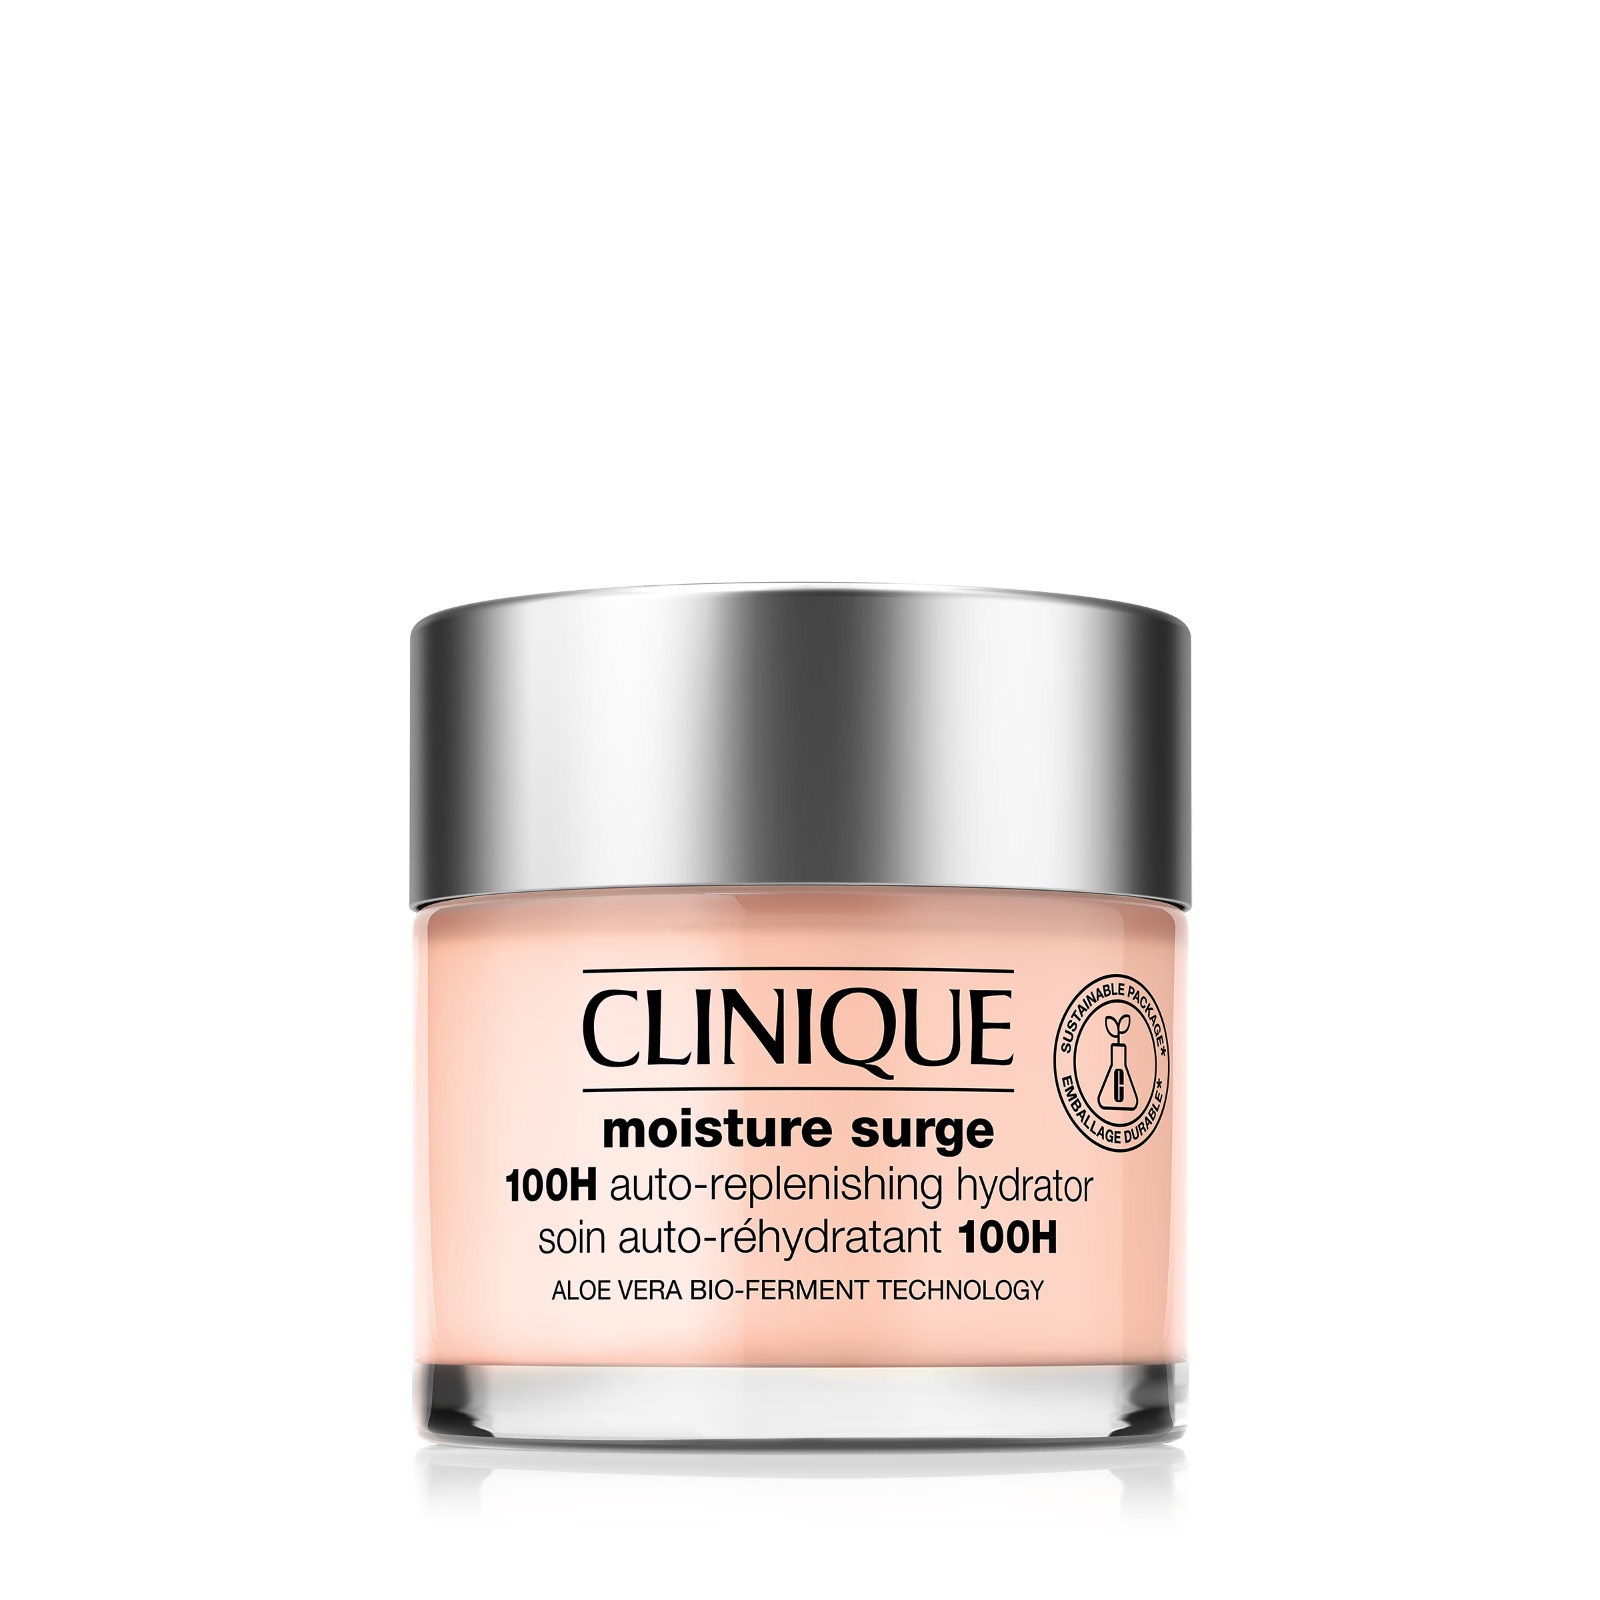 CLINIQUE
moisture surge
100H auto-replenishing hydrator
soin auto-réhydratant 100H
ALOE VERA BIO-FERMENT TECHNOLOGY
SUSTAINABLE PACKAGE*
EMBALLAGE DURABLE*
C